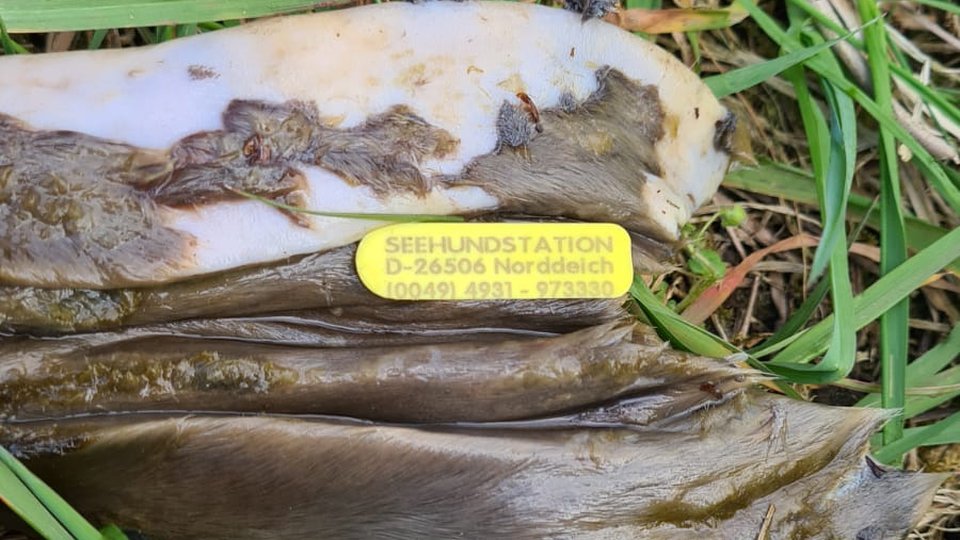 SEEHUNDSTATION
D-26506 Norddeich
(0049) 4931 - 973330